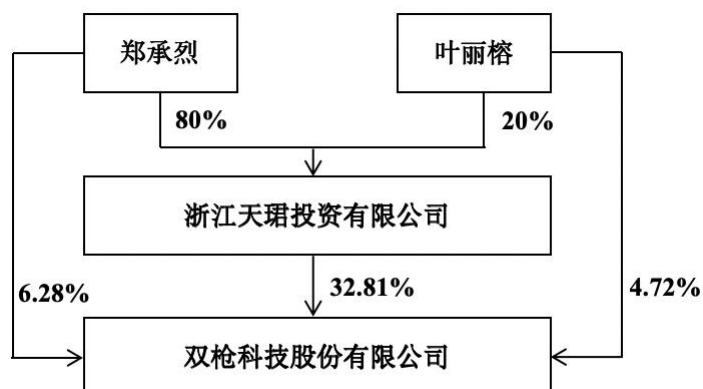 郑承烈
叶丽榕
80%
20%
浙江天珺投资有限公司
6.28%
32.81%
4.72%
双枪科技股份有限公司